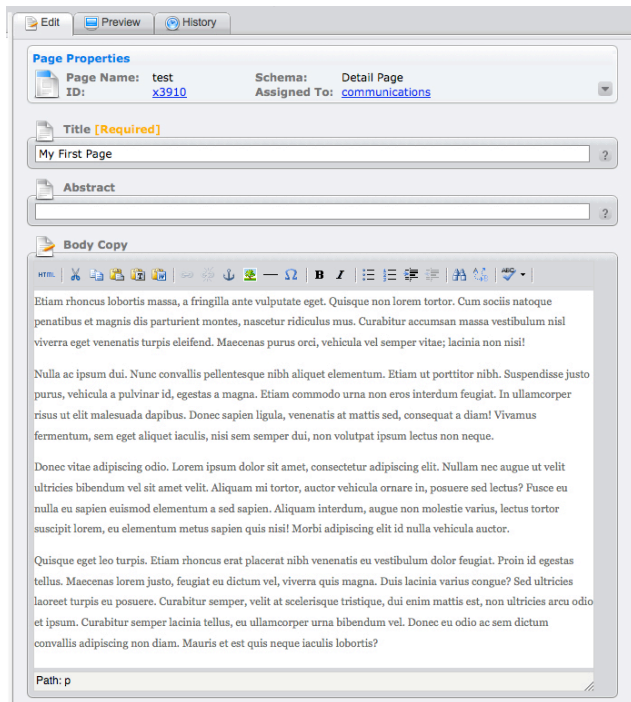 Edit Preview History
Page Properties
Page Name: test Schema: Detail Page
ID: x3910 Assigned To: communications
Title [Required]
My First Page ?
Abstract
?
Body Copy
HTML T W Ω B I ABC
Etiam rhoncus lobortis massa, a fringilla ante vulputate eget. Quisque non lorem tortor. Cum sociis natoque
penatibus et magnis dis parturient montes, nascetur ridiculus mus. Curabitur accumsan massa vestibulum nisl
viverra eget venenatis turpis eleifend. Maecenas purus orci, vehicula vel semper vitae; lacinia non nisi!
Nulla ac ipsum dui. Nunc convallis pellentesque nibh aliquet elementum. Etiam ut porttitor nibh. Suspendisse justo
purus, vehicula a pulvinar id, egestas a magna. Etiam commodo urna non eros interdum feugiat. In ullamcorper
risus ut elit malesuada dapibus. Donec sapien ligula, venenatis at mattis sed, consequat a diam! Vivamus
fermentum, sem eget aliquet iaculis, nisi sem semper dui, non volutpat ipsum lectus non neque.
Donec vitae adipiscing odio. Lorem ipsum dolor sit amet, consectetur adipiscing elit. Nullam nec augue ut velit
ultricies bibendum vel sit amet velit. Aliquam mi tortor, auctor vehicula ornare in, posuere sed lectus? Fusce eu
nulla eu sapien euismod elementum a sed sapien. Aliquam interdum, augue non molestie varius, lectus tortor
suscipit lorem, eu elementum metus sapien quis nisi! Morbi adipiscing elit id nulla vehicula auctor.
Quisque eget leo turpis. Etiam rhoncus erat placerat nibh venenatis eu vestibulum dolor feugiat. Proin id egestas
tellus. Maecenas lorem justo, feugiat eu dictum vel, viverra quis magna. Duis lacinia varius congue? Sed ultricies
laoreet turpis eu posuere. Curabitur semper, velit at scelerisque tristique, dui enim mattis est, non ultricies arcu odio
et ipsum. Curabitur semper lacinia tellus, eu ullamcorper urna bibendum vel. Donec eu odio ac sem dictum
convallis adipiscing non diam. Mauris et est quis neque iaculis lobortis?
Path: p